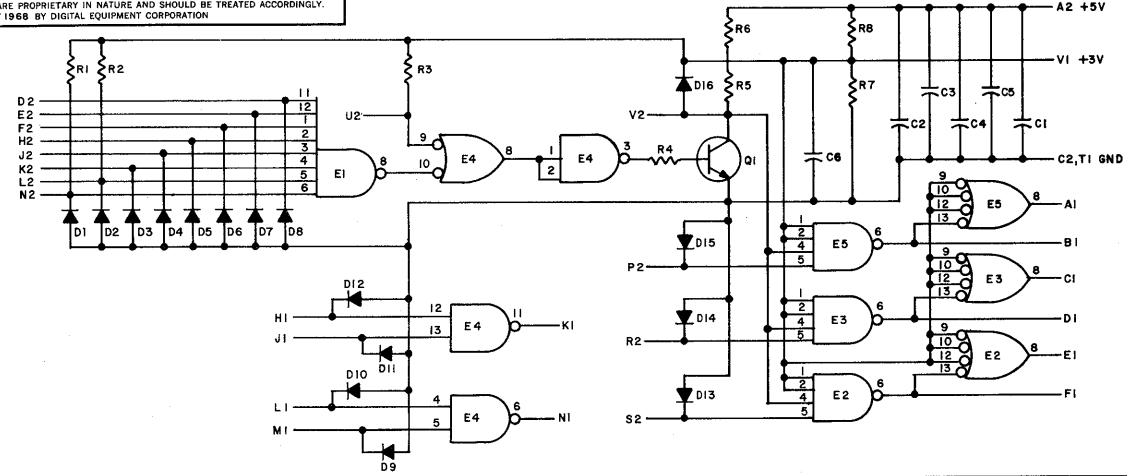 ARE PROPRIETARY IN NATURE AND SHOULD BE TREATED ACCORDINGLY.
1968 BY DIGITAL EQUIPMENT CORPORATION
A2 +5V
R6
R8
V1 +3V
R1
R2
R3
D16
R5
R7
C3
C5
C2
C4
C1
D2
E2
F2
H2
J2
K2
L2
N2
11
12
1
2
3
4
5
6
E1
8
U2
9
10
E4
8
1
2
E4
3
R4
V2
Q1
C6
C2,T1 GND
D1
D2
D3
D4
D5
D6
D7
D8
D15
P2
1
2
4
5
E5
6
9
10
12
13
E5
8
A1
B1
D14
R2
1
2
4
5
E3
6
9
10
12
13
E3
8
C1
D1
D13
S2
1
2
4
5
E2
6
9
10
12
13
E2
8
E1
F1
D12
H1
J1
12
13
E4
11
K1
D11
D10
L1
M1
4
5
E4
6
N1
D9